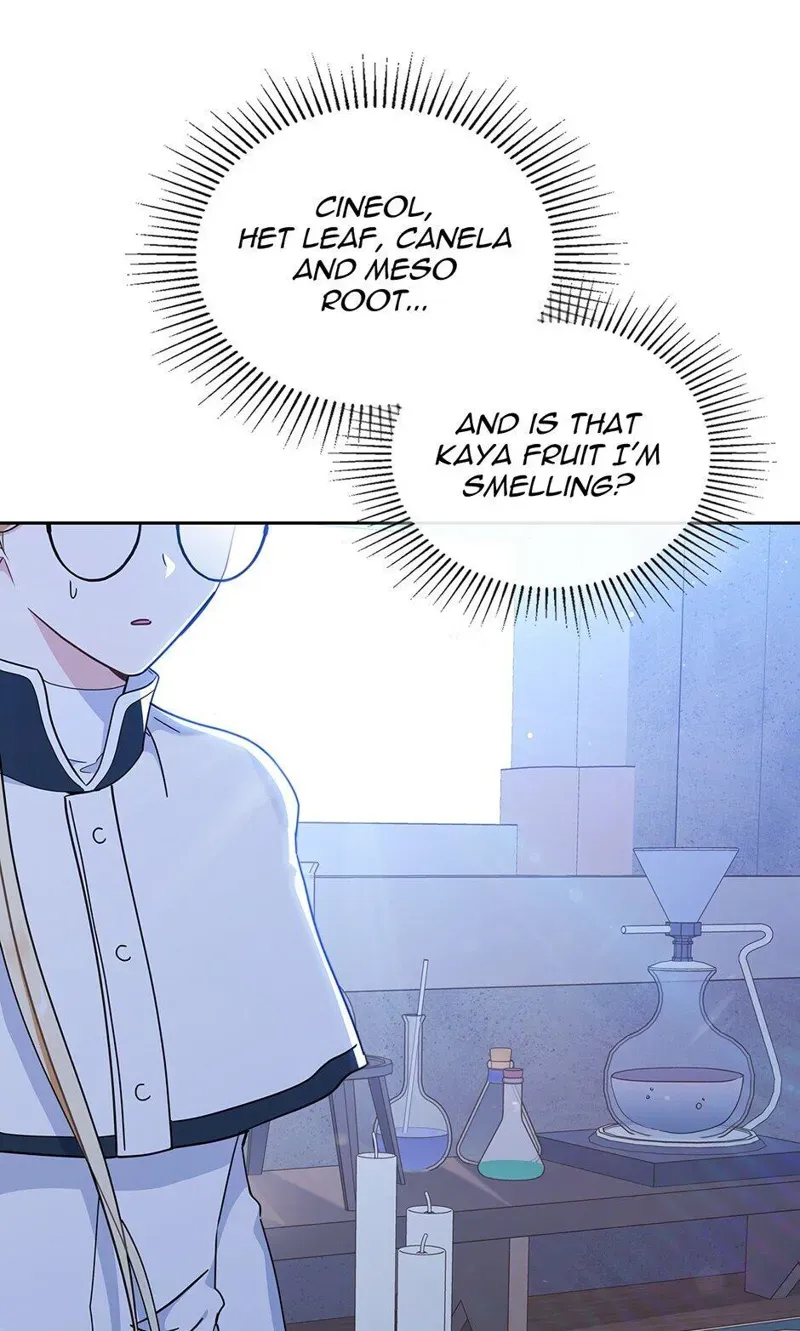 CINEOL,
HET LEAF, CANELA
AND MESO
ROOT...
AND IS THAT
KAYA FRUIT I'M
SMELLING?